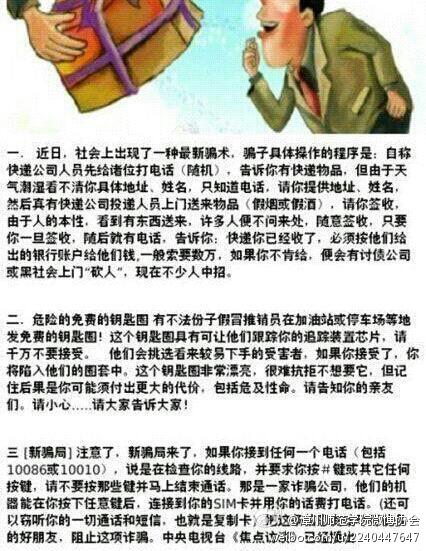 一． 近日，社会上出现了一种最新骗术，骗子具体操作的程序是：自称
快递公司人员先给诸位打电话（随机），告诉你有快递物品，但由于天
气潮湿看不清你具体地址、姓名，只知道电话，请你提供地址、姓名，
然后真有快递公司投递人员上门送来物品（假烟或假酒），请你签收，
由于人的本性，看到有东西送来，许多人便不问来处，随意签收，只要
你一旦签收，随后就有电话，告诉你：快递你已经收了，必须按他们给
出的银行账户给他们钱,一般索要数万，如果你不肯给，便会有讨债公司
或黑社会上门“砍人”，现在不少人中招。
二．危险的免费的钥匙圈 有不法份子假冒推销员在加油站或停车场等地
发免费的钥匙圈！这个钥匙圈具有可让他们跟踪你的追踪装置芯片，请
千万不要接受。 他们会挑选看来较易下手的受害者，如果你接受了，你
将陷入他们的圈套中。这个钥匙圈非常漂亮，很难抗拒不想要它，但记
住后果是你可能须付出更大的代价，包括危及性命。请告知你的亲友
们。请小心.....请大家告诉大家！
三 [新骗局] 注意了，新骗局来了，如果你接到任何一个电话（包括
10086或10010），说是在检查你的线路，并要求你按＃键或其它任何
按键，请不要按那些键并马上结束通话。那是一家诈骗公司，他们的机
器能在你按下任意键后，连接到你的SIM卡并用你的话费打电话。(还可
以窃听你的一切通话和短信，也就是复制卡）把这
的好朋友，阻止这项诈骗。中央电视台《焦点访
weibo.com/u/2240447647